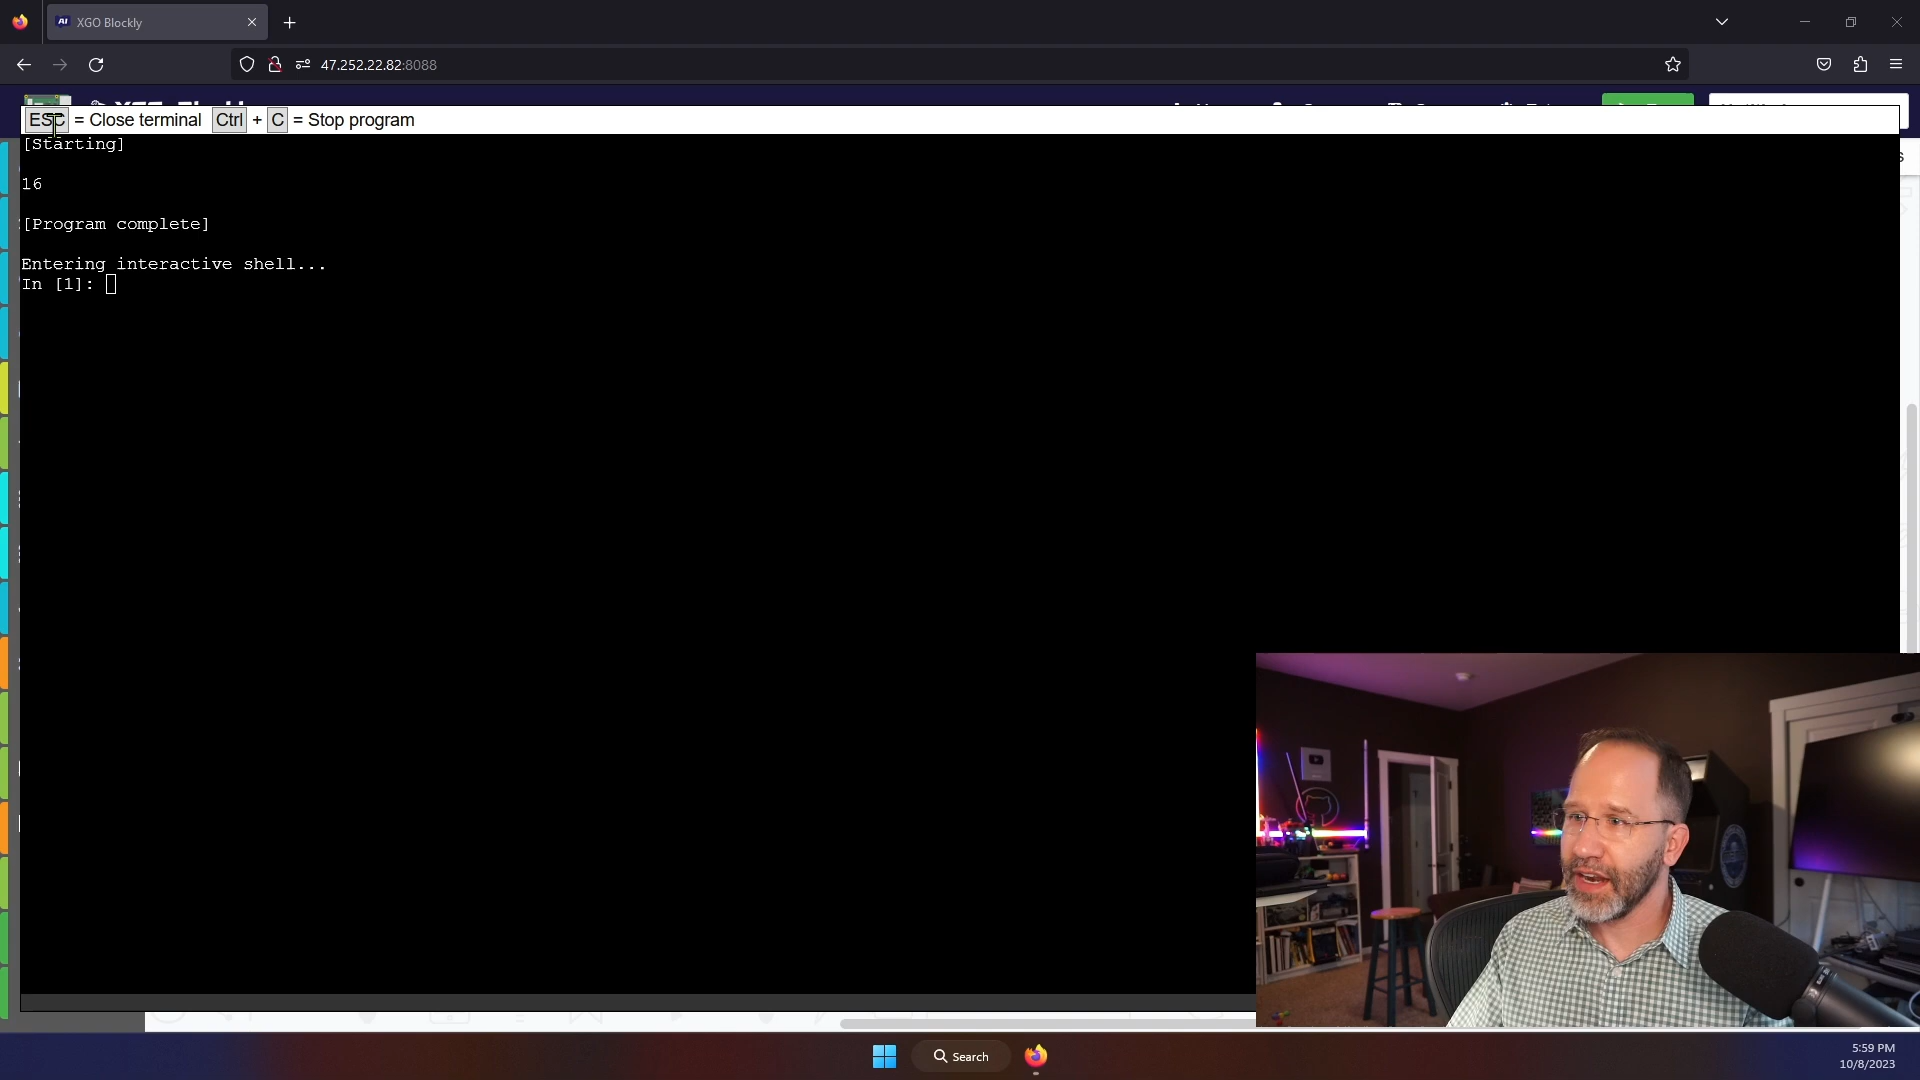 XGO Blockly
47.252.22.82:8088
ESC = Close terminal Ctrl + C = Stop program
[Starting]
16
[Program complete]
Entering interactive shell...
In [1]:
Search
5:59 PM
10/8/2023